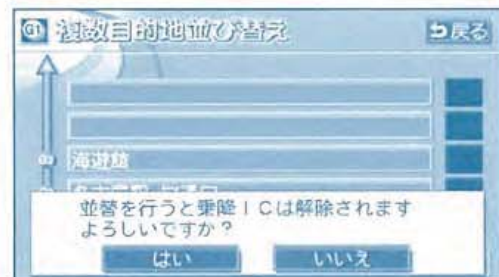 G1 複数目的地並び替え 戻る
海遊館
並替を行うと乗降ICは解除されます
よろしいですか?
はい いいえ